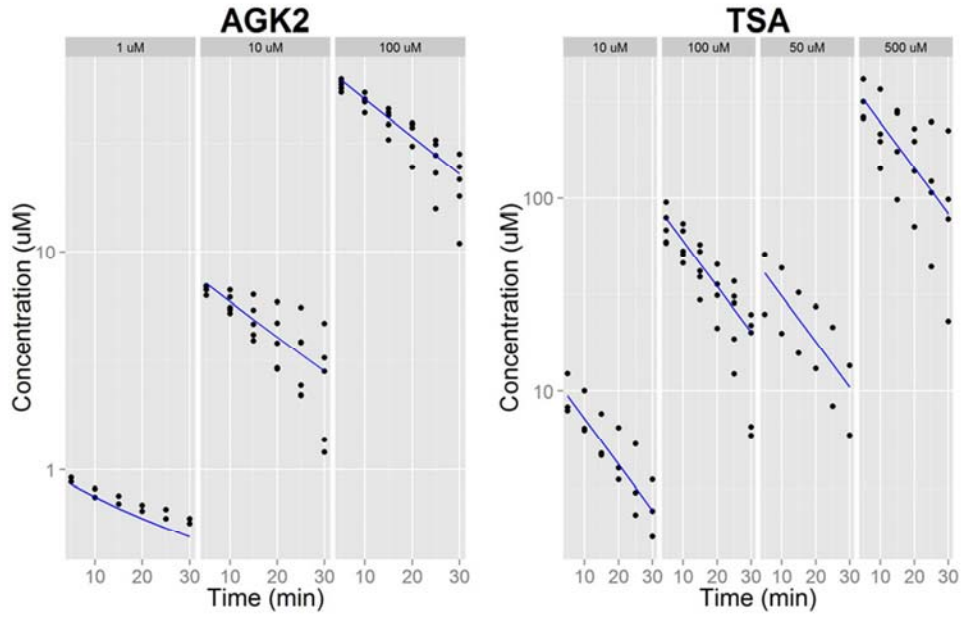 AGK2
1 uM 10 uM 100 uM
Concentration (uM)
10
1
10 20 30 10 20 30 10 20 30
Time (min)
TSA
10 uM 100 uM 50 uM 500 uM
Concentration (uM)
100
10
10 20 30 10 20 30 10 20 30 10 20 30
Time (min)